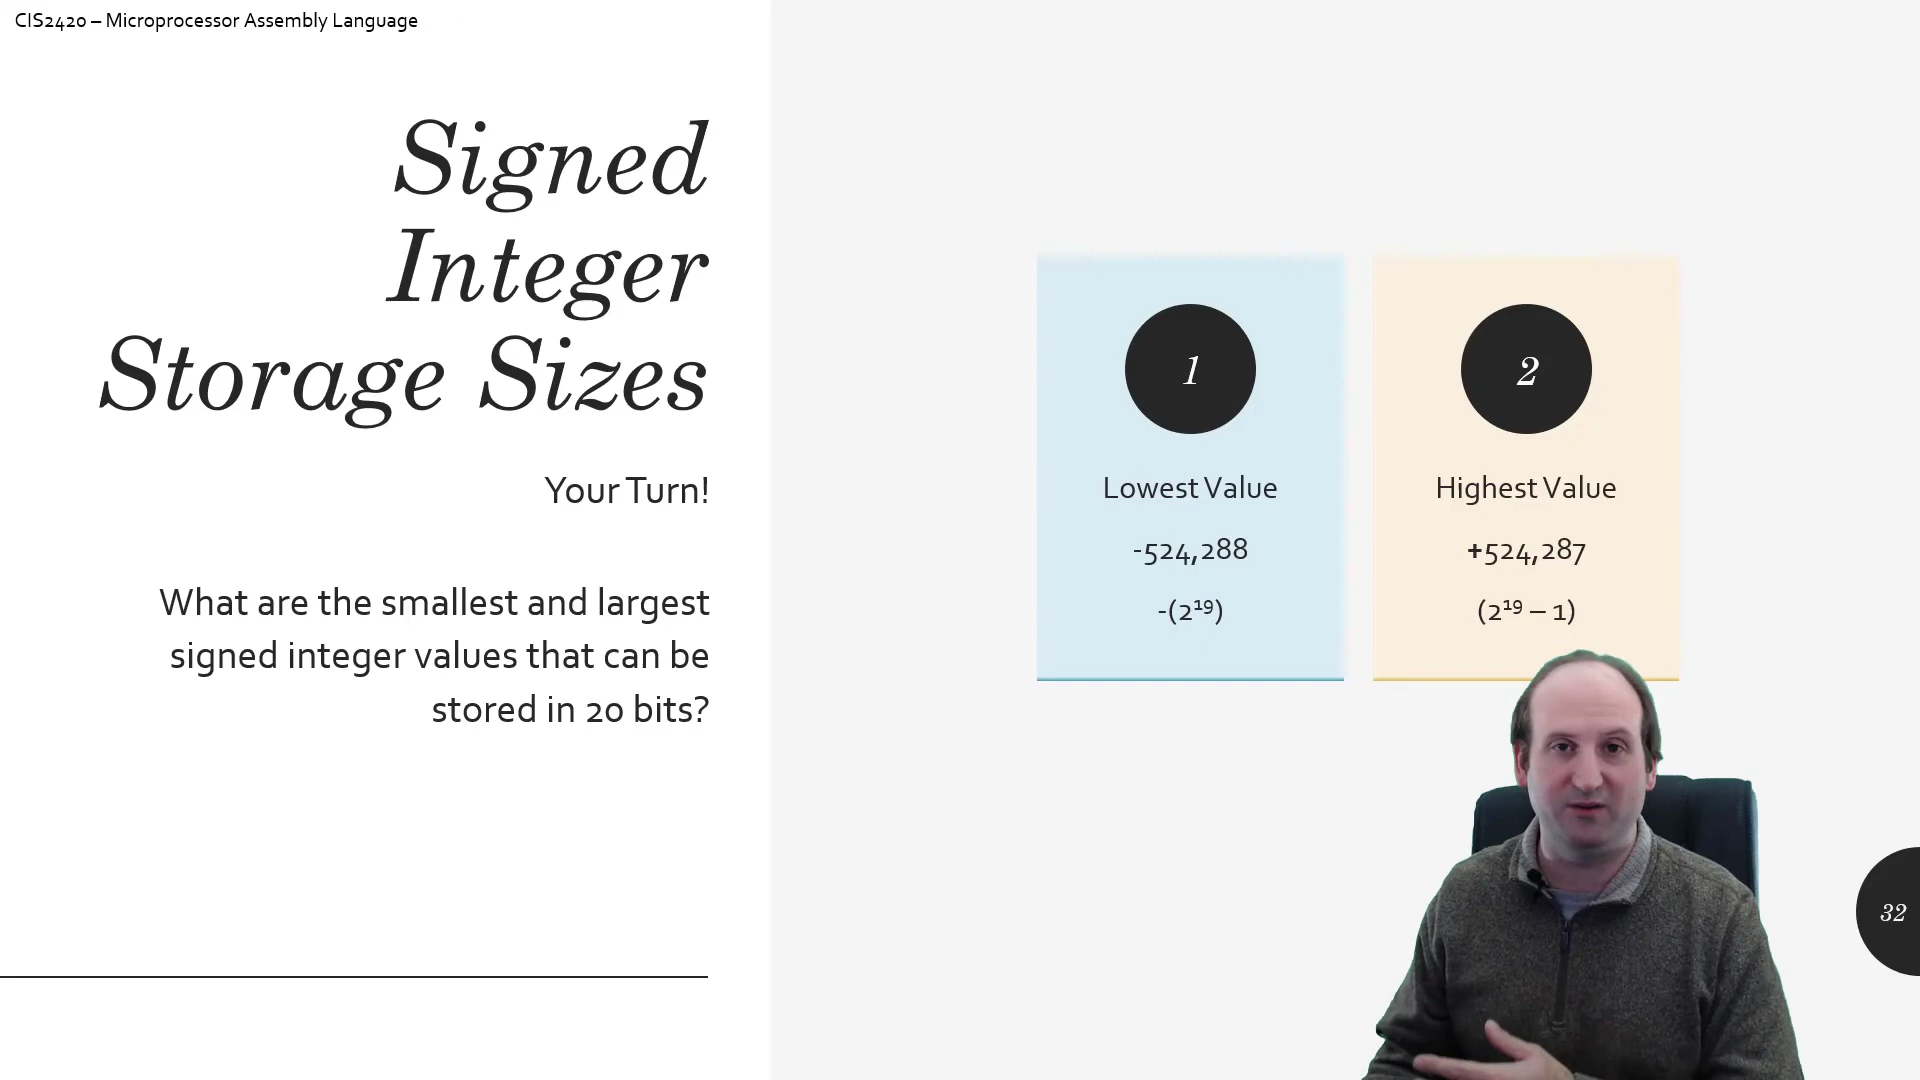 CIS2420 – Microprocessor Assembly Language
Signed
Integer
Storage Sizes
Your Turn!
What are the smallest and largest
signed integer values that can be
stored in 20 bits?
1
Lowest Value
-524,288
-(2¹⁹)
2
Highest Value
+524,287
(2¹⁹ – 1)
32